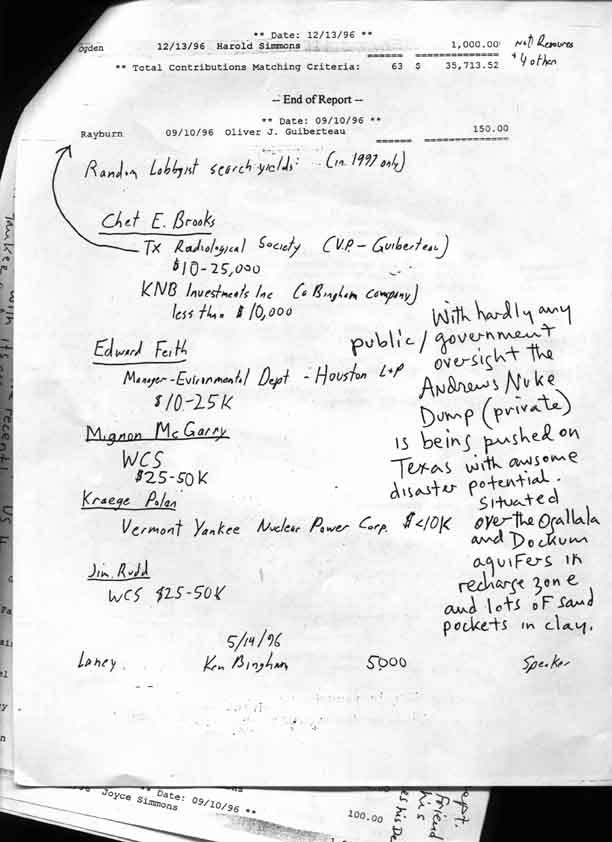 ** Date: 12/13/96 **
Ogden 12/13/96 Harold Simmons 1,000.00 Natl Resources
** Total Contributions Matching Criteria: 63 $ 35,713.52 + 4 other
-- End of Report --
** Date: 09/10/96 **
Rayburn 09/10/96 Oliver J. Guiberteau 150.00
Random Lobbyist search yields: (in 1997 only)
Chet E. Brooks
TX Radiological Society (V.P. - Guiberteau)
$10-25,000
KNB Investments Inc (a Bingham company)
less than $10,000
Edward Feith
Manager-Evironmental Dept - Houston L+P
$10-25K
Mignon McGarry
WCS
$25-50K
Kraege Polan
Vermont Yankee Nuclear Power Corp. $<10K
Jim Rudd
WCS $25-50K
With hardly any
public/government
oversight the
Andrews Nuke
Dump (private)
is being pushed on
Texas with awsome
disaster potential.
Situated
over the Ogallala
and Dockum
aquifers in
recharge zone
and lots of sand
pockets in clay.
5/14/96
Laney Ken Bingham 5000 Speaker
Joyce Simmons
Date: 09/10/96 **
100.00
Yankee, with it's
recent
US
friend
his